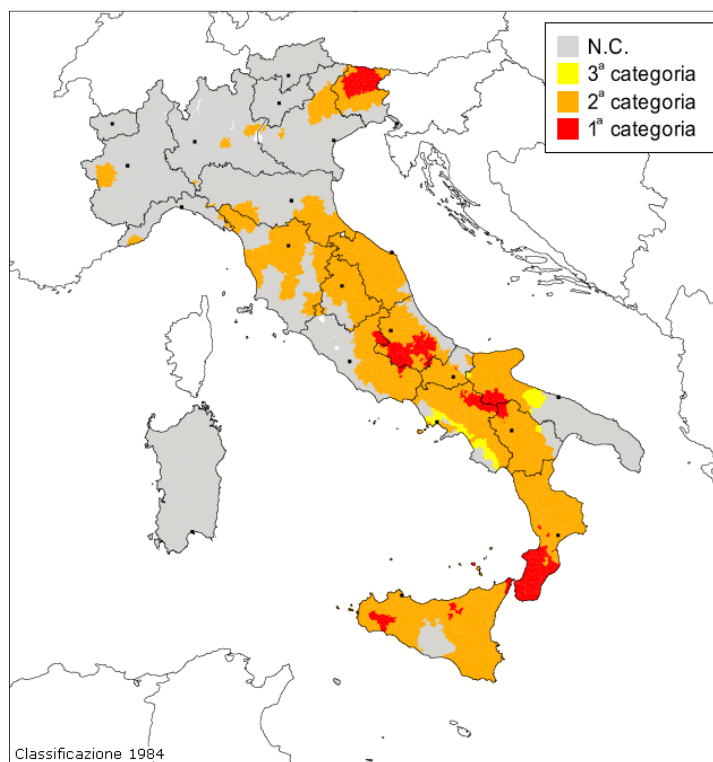 N.C.
3ª categoria
2ª categoria
1ª categoria
Classificazione 1984